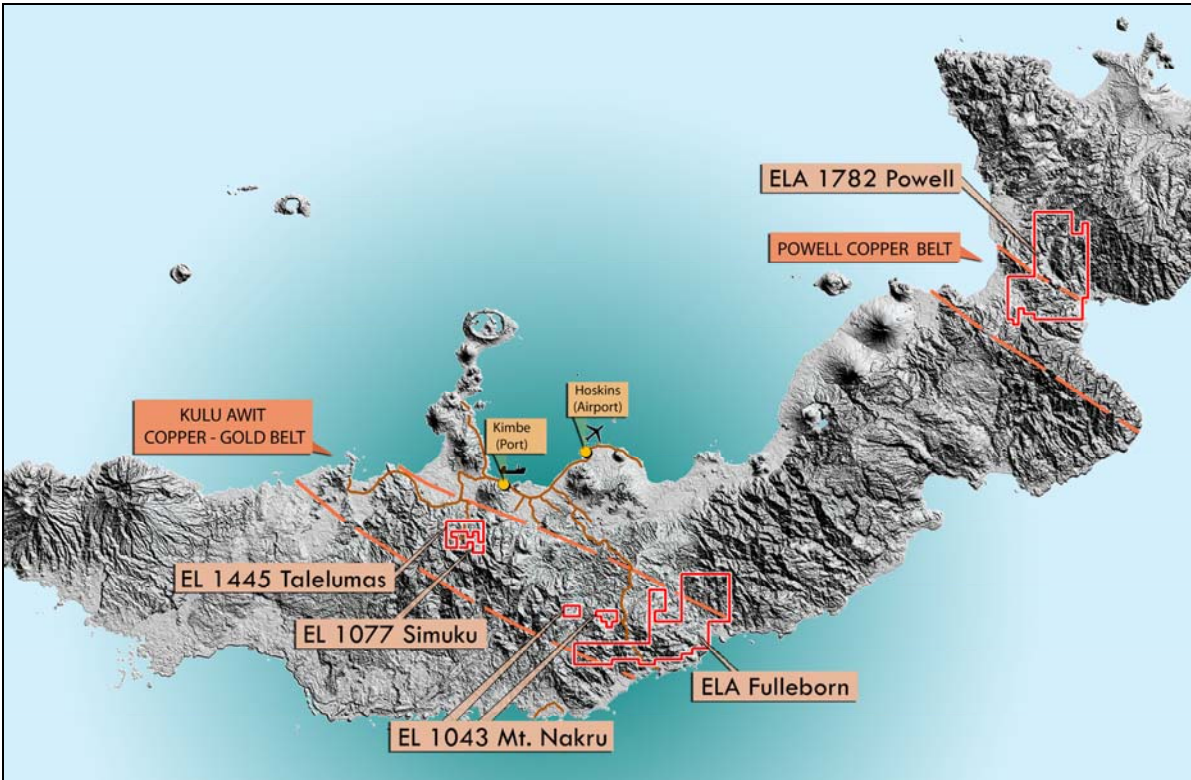 ELA 1782 Powell
POWELL COPPER BELT
Hoskins
(Airport)
KULU AWIT
COPPER - GOLD BELT
Kimbe
(Port)
EL 1445 Talelumas
EL 1077 Simuku
ELA Fulleborn
EL 1043 Mt. Nakru